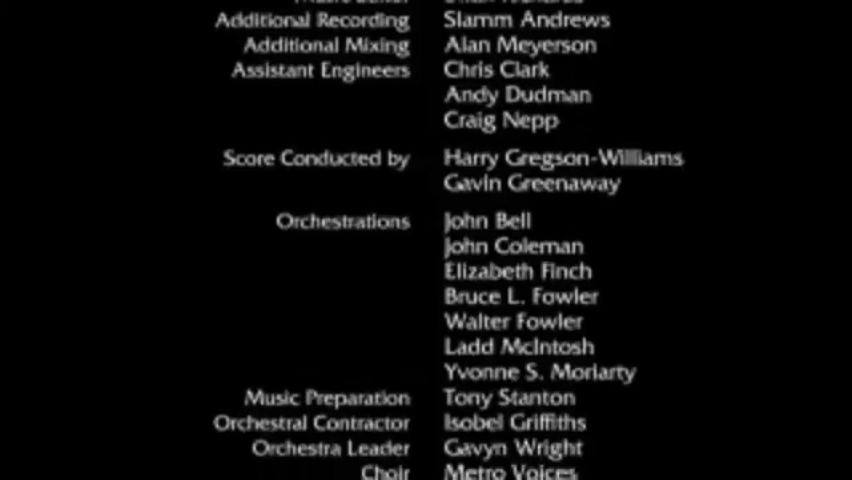 Additional Recording Slamm Andrews
Additional Mixing Alan Meyerson
Assistant Engineers Chris Clark
Andy Dudman
Craig Nepp
Score Conducted by Harry Gregson-Williams
Gavin Greenaway
Orchestrations John Bell
John Coleman
Elizabeth Finch
Bruce L. Fowler
Walter Fowler
Ladd McIntosh
Yvonne S. Moriarty
Music Preparation Tony Stanton
Orchestral Contractor Isobel Griffiths
Orchestra Leader Gavyn Wright
Choir Metro Voices